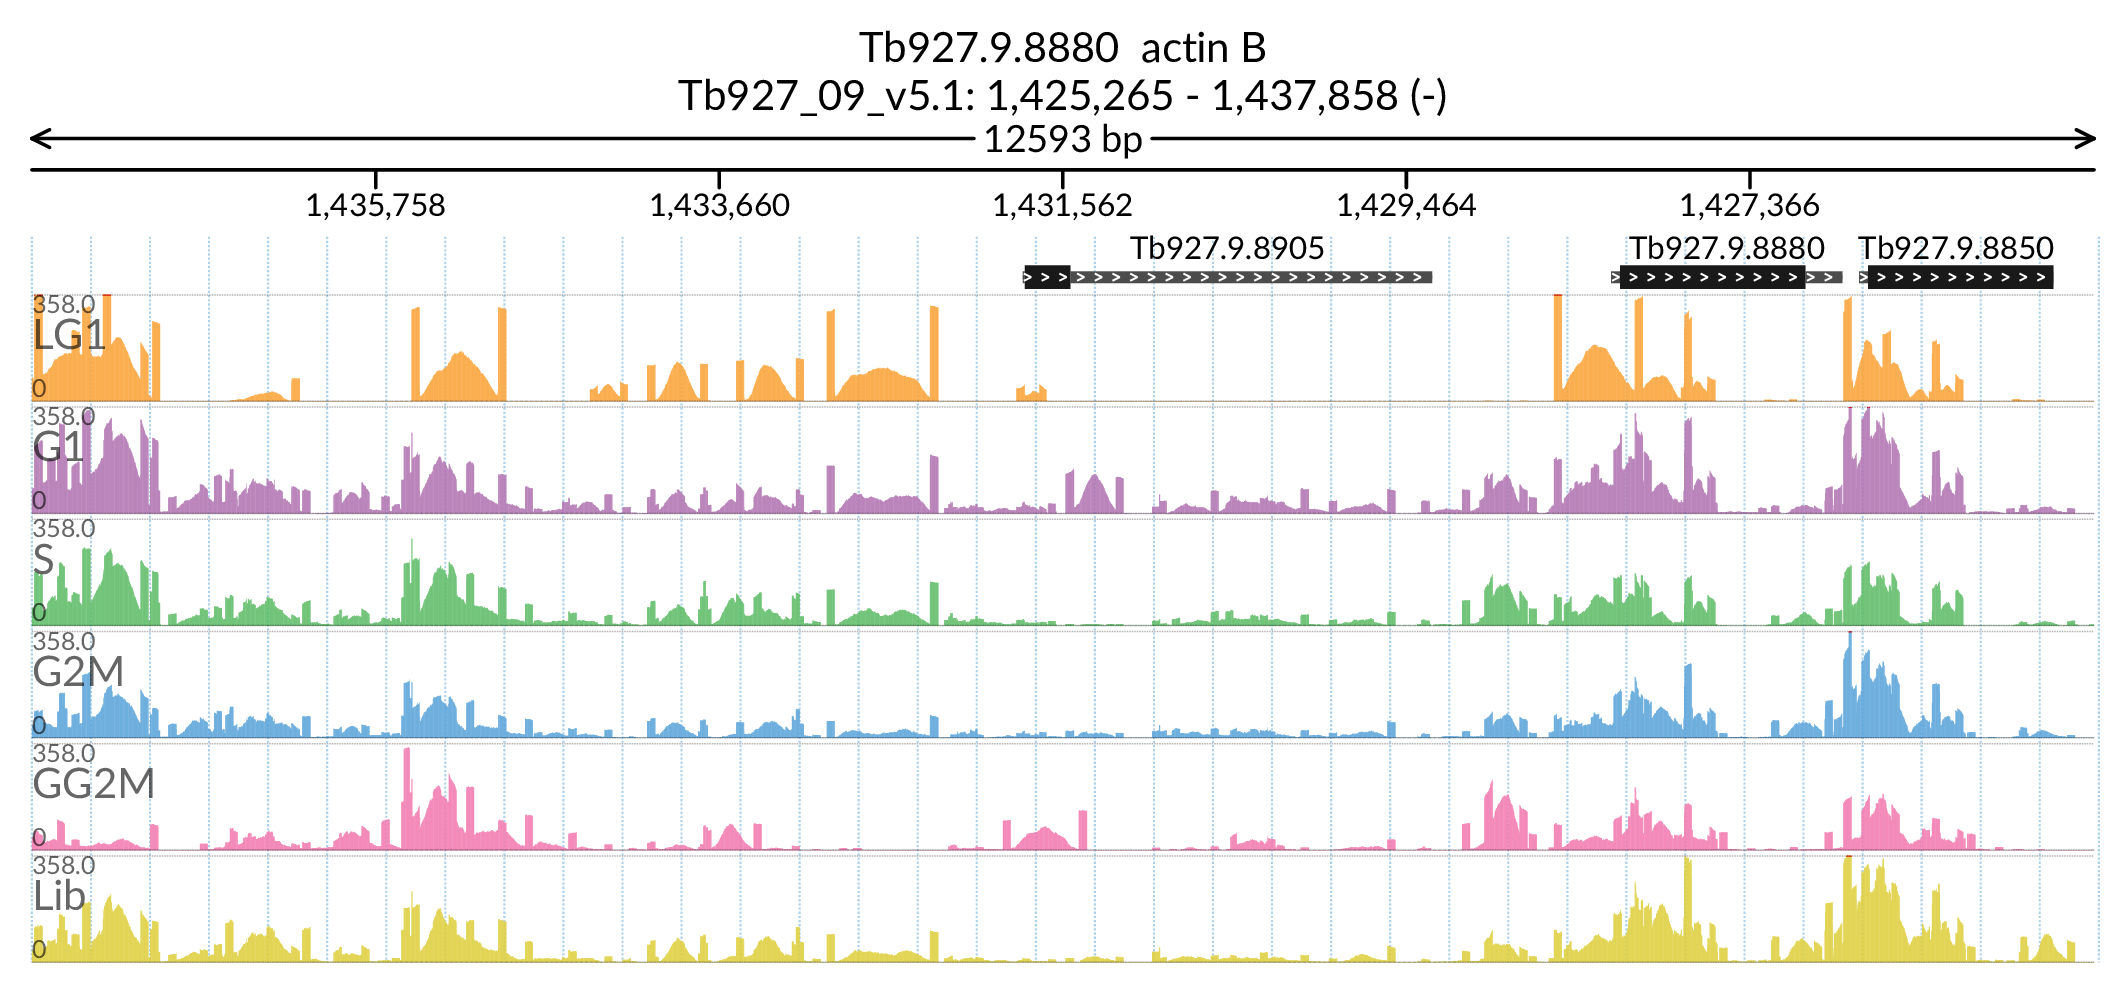 Tb927.9.8880 actin B
Tb927_09_v5.1: 1,425,265 - 1,437,858 (-)
12593 bp
1,435,758 1,433,660 1,431,562 1,429,464 1,427,366
Tb927.9.8905 Tb927.9.8880 Tb927.9.8850
358.0
LG1
0
358.0
G1
0
358.0
S
0
358.0
G2M
0
358.0
GG2M
0
358.0
Lib
0